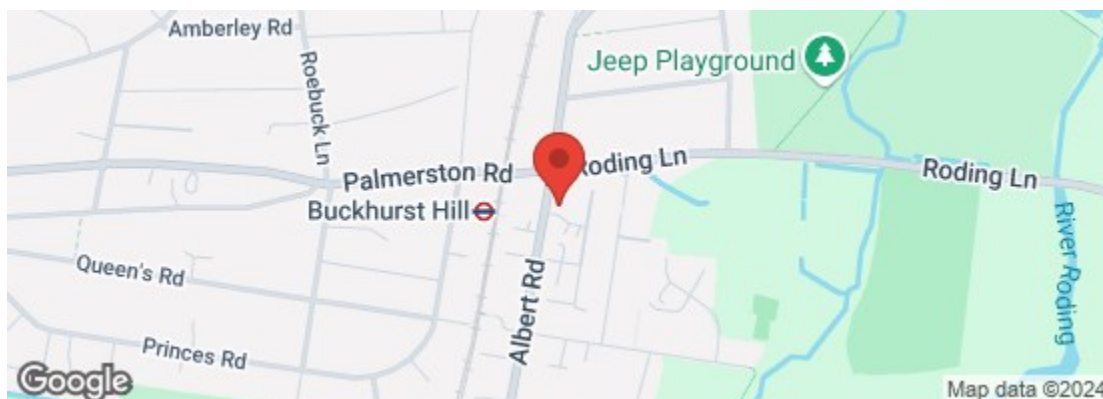 Amberley Rd
Roebuck Ln
Jeep Playground
Palmerston Rd
Roding Ln
Roding Ln
Buckhurst Hill
Queen's Rd
Albert Rd
River Roding
Princes Rd
Google
Map data ©2024